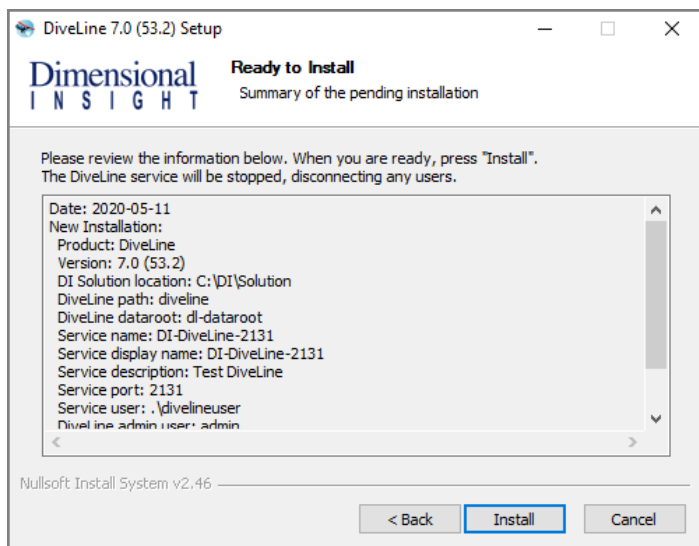 DiveLine 7.0 (53.2) Setup
Dimensional
INSIGHT
Ready to Install
Summary of the pending installation
Please review the information below. When you are ready, press "Install".
The DiveLine service will be stopped, disconnecting any users.
Date: 2020-05-11
New Installation:
Product: DiveLine
Version: 7.0 (53.2)
DI Solution location: C:\DI\Solution
DiveLine path: diveline
DiveLine dataroot: dl-dataroot
Service name: DI-DiveLine-2131
Service display name: DI-DiveLine-2131
Service description: Test DiveLine
Service port: 2131
Service user: .\divelineuser
DiveLine admin user: admin
Nullsoft Install System v2.46
< Back
Install
Cancel